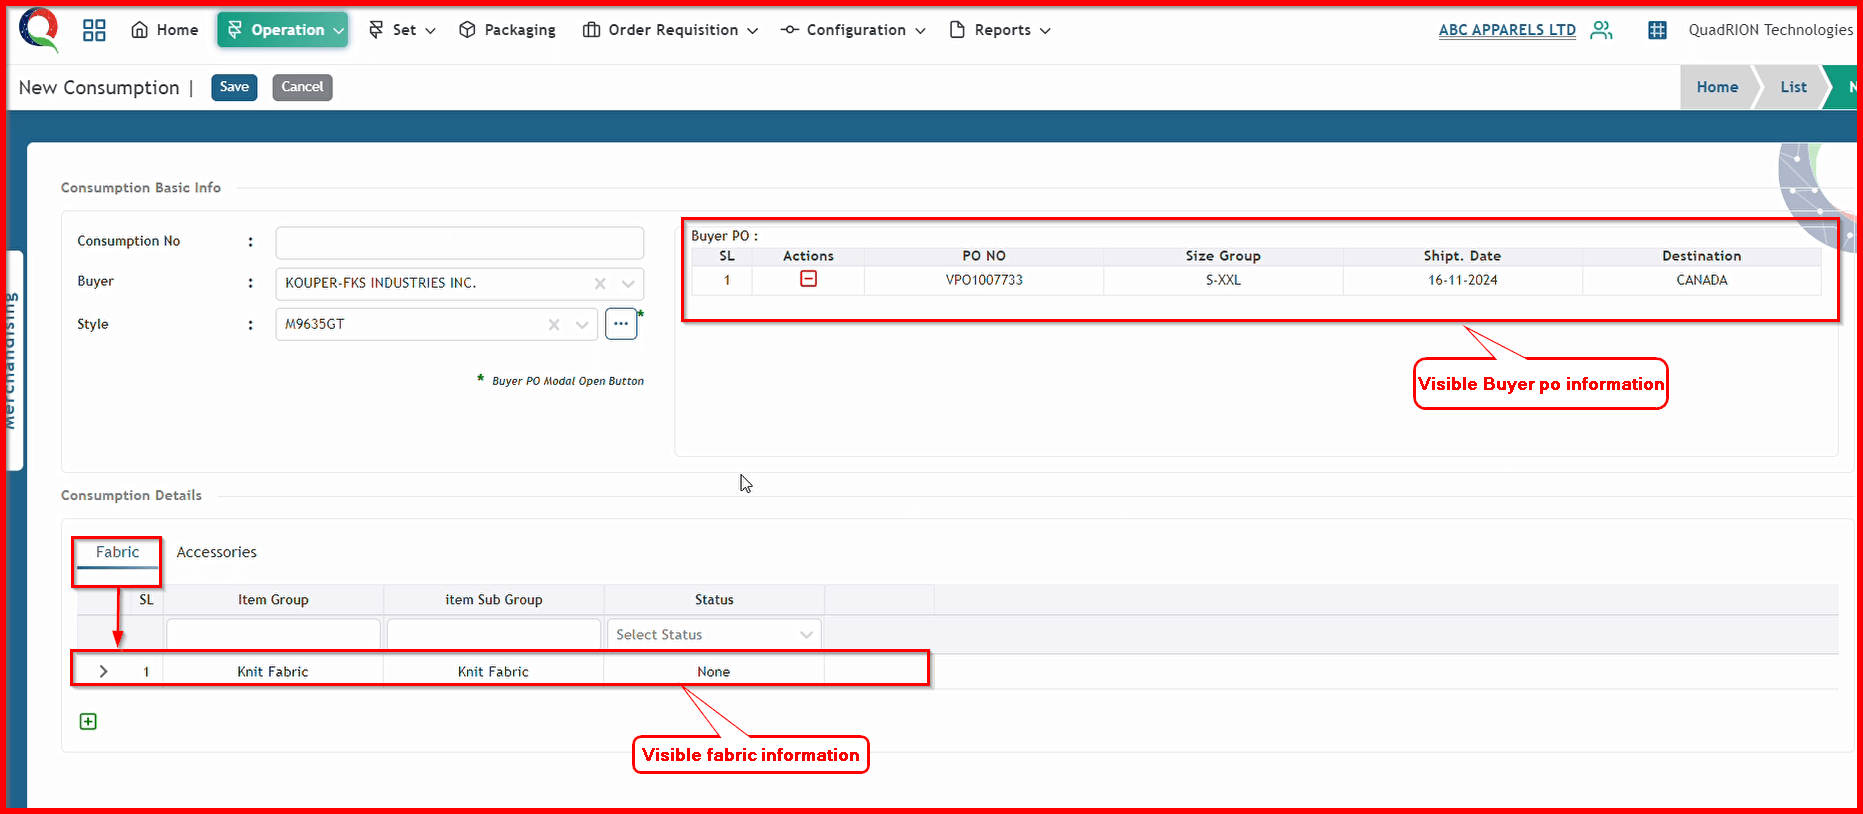 Home
Operation
Set
Packaging
Order Requisition
Configuration
Reports
ABC APPARELS LTD
QuadRION Technologies
New Consumption |
Save
Cancel
Home
List
N
Merchandising
Consumption Basic Info
Consumption No :
Buyer : KOUPER-FKS INDUSTRIES INC.
Style : M9635GT ... *
* Buyer PO Modal Open Button
Buyer PO :
SL Actions PO NO Size Group Shipt. Date Destination
1 VPO1007733 S-XXL 16-11-2024 CANADA
Visible Buyer po information
Consumption Details
Fabric Accessories
SL Item Group item Sub Group Status
Select Status
1 Knit Fabric Knit Fabric None
Visible fabric information